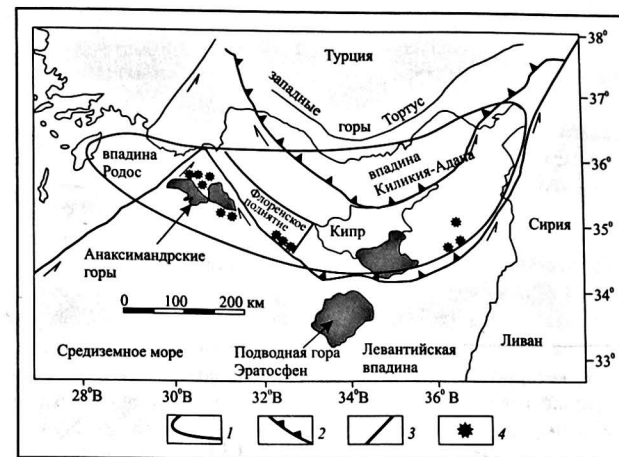 Турция
38°
западные
горы
Тортус
37°
впадина
Родос
впадина
Киликия-Адана
36°
Флоренское
поднятие
Кипр
Сирия
35°
Анаксимандрские
горы
0 100 200 км
34°
Средиземное море
Подводная гора
Эратосфен
Левантийская
впадина
Ливан
33°
28°В 30°В 32°В 34°В 36°В
1 2 3 4